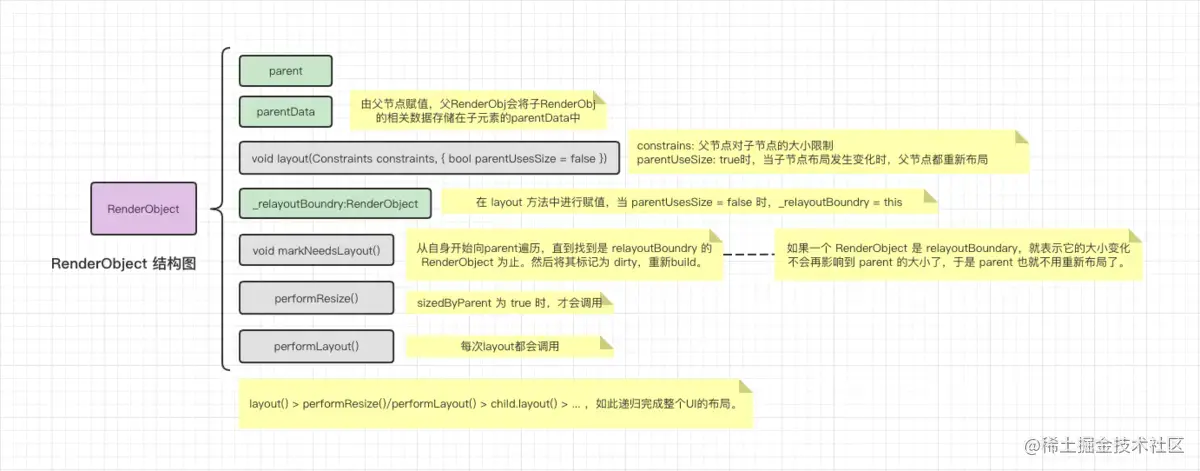 parent
parentData
由父节点赋值，父RenderObj会将子RenderObj
的相关数据存储在子元素的parentData中
void layout(Constraints constraints, { bool parentUsesSize = false })
constrains: 父节点对子节点的大小限制
parentUseSize: true时，当子节点布局发生变化时，父节点都重新布局
RenderObject
RenderObject 结构图
_relayoutBoundry:RenderObject
在 layout 方法中进行赋值，当 parentUsesSize = false 时，_relayoutBoundry = this
void markNeedsLayout()
从自身开始向parent遍历，直到找到是 relayoutBoundry 的
RenderObject 为止。然后将其标记为 dirty，重新build。
如果一个 RenderObject 是 relayoutBoundary，就表示它的大小变化
不会再影响到 parent 的大小了，于是 parent 也就不用重新布局了。
performResize()
sizedByParent 为 true 时，才会调用
performLayout()
每次layout都会调用
layout() > performResize()/performLayout() > child.layout() > ... ，如此递归完成整个UI的布局。
@稀土掘金技术社区